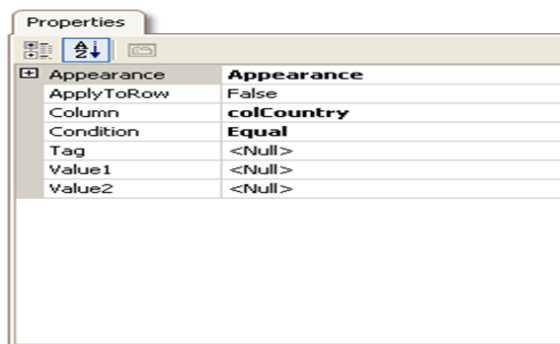 Properties
Appearance Appearance
ApplyToRow False
Column colCountry
Condition Equal
Tag <Null>
Value1 <Null>
Value2 <Null>